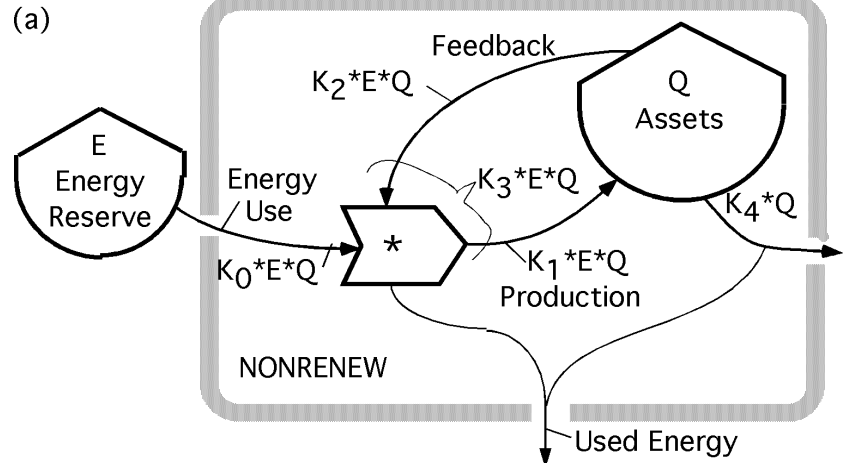 (a)
Feedback
K2*E*Q
Q
Assets
E
Energy
Reserve
Energy
Use
K3*E*Q
K4*Q
*
K0*E*Q
K1*E*Q
Production
NONRENEW
Used Energy